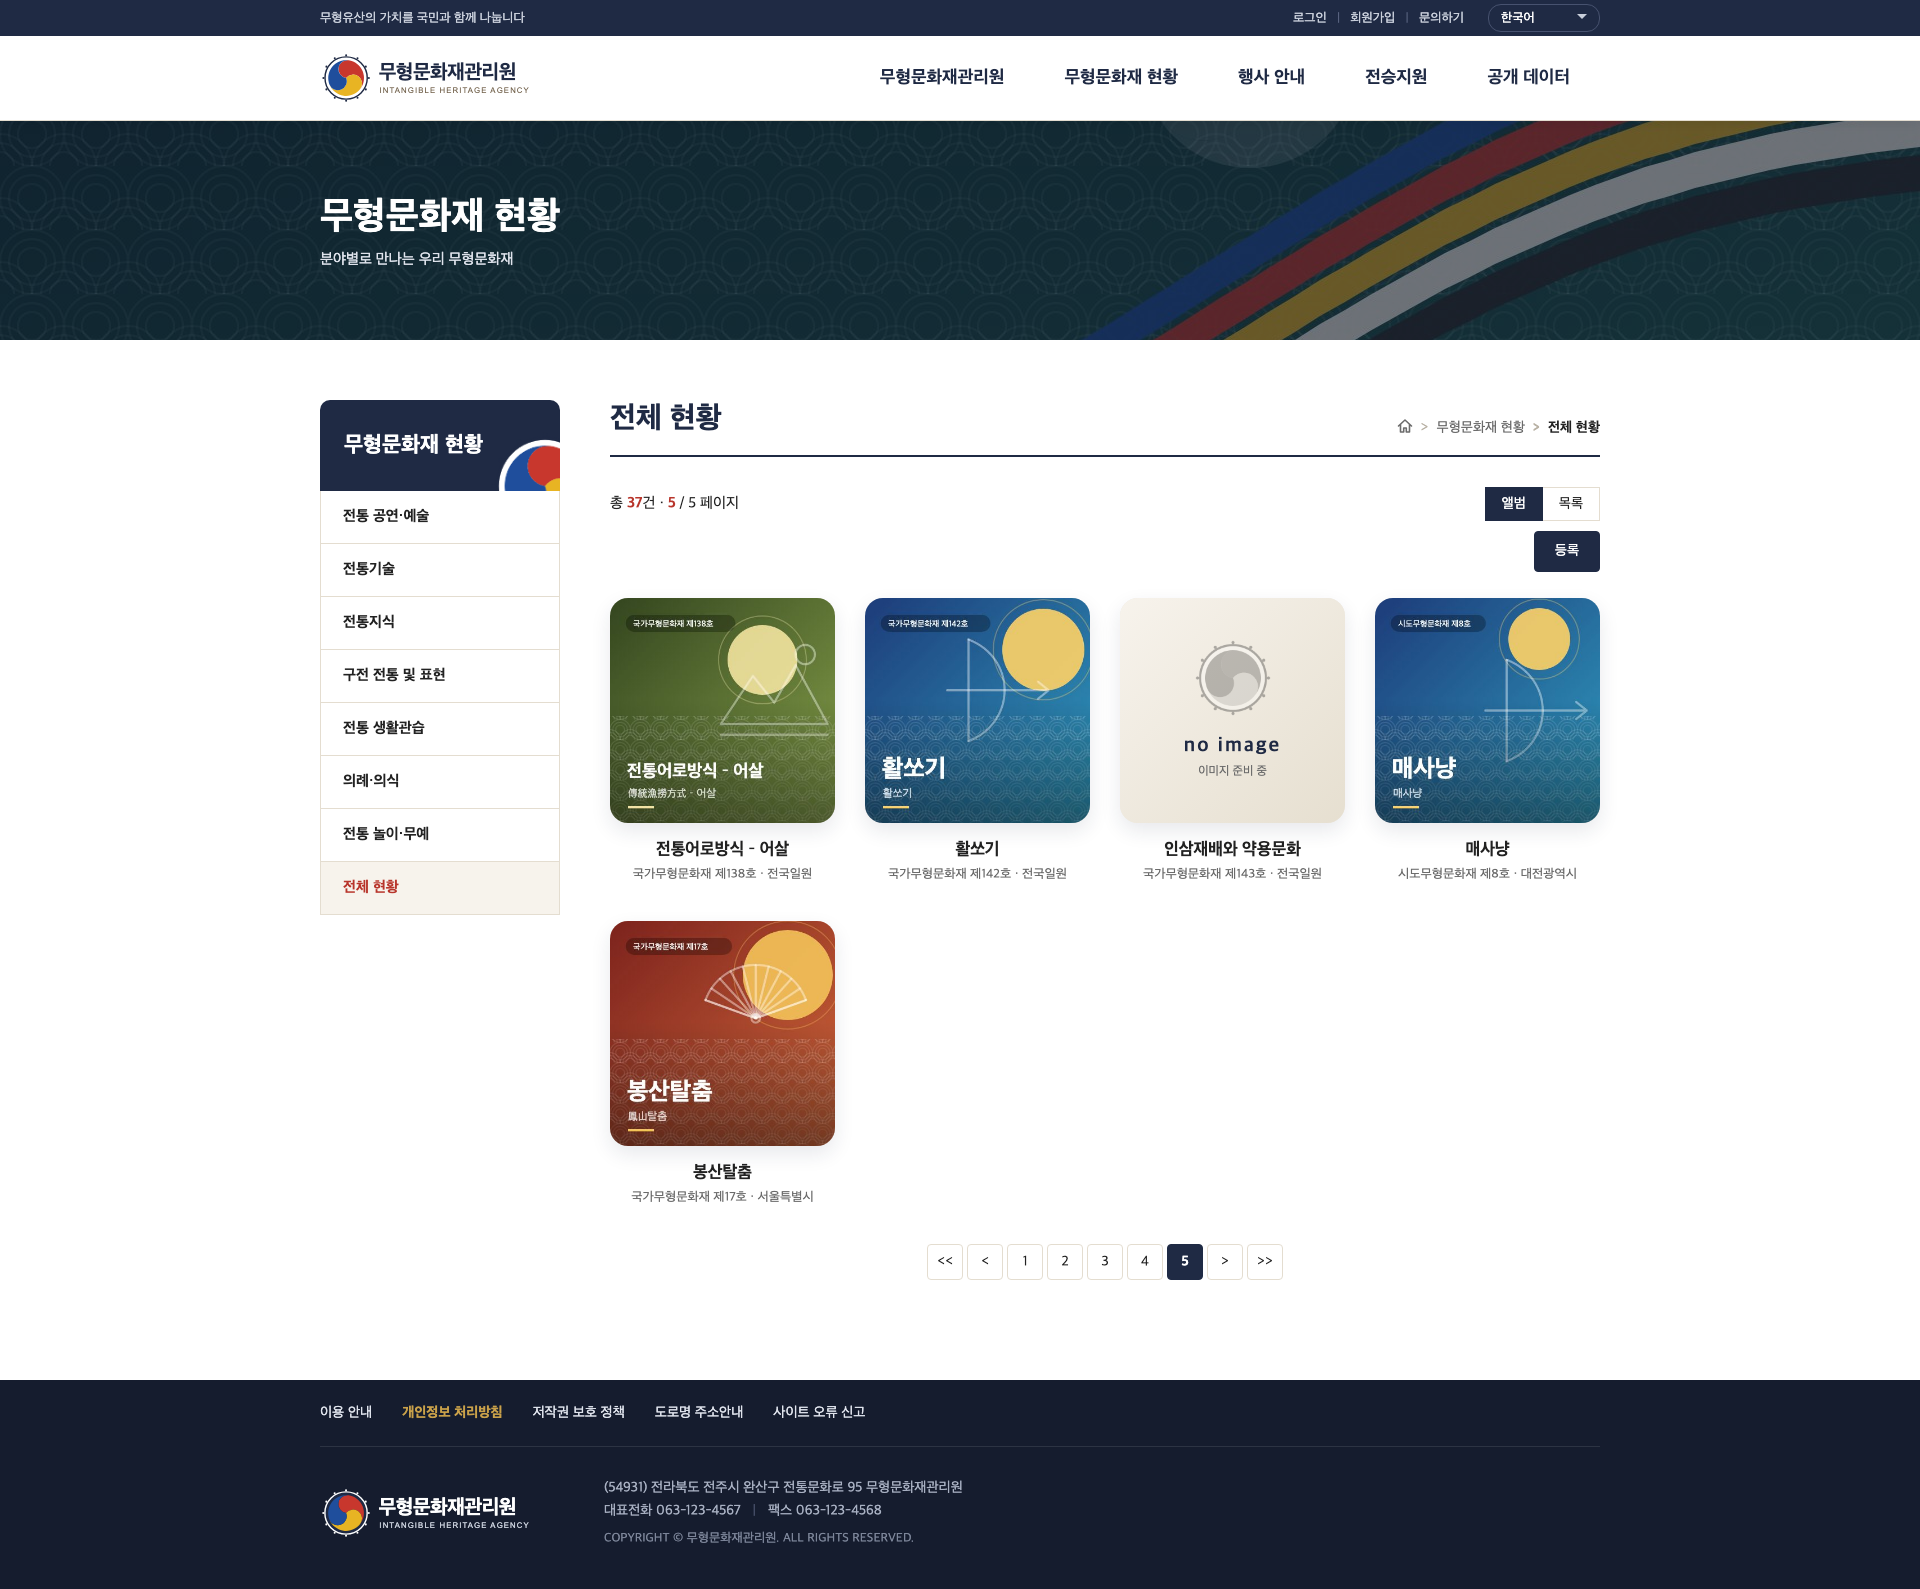 무형유산의 가치를 국민과 함께 나눕니다
로그인 | 회원가입 | 문의하기
한국어
무형문화재관리원
INTANGIBLE HERITAGE AGENCY
무형문화재관리원
무형문화재 현황
행사 안내
전승지원
공개 데이터
무형문화재 현황
분야별로 만나는 우리 무형문화재
무형문화재 현황
전통 공연·예술
전통기술
전통지식
구전 전통 및 표현
전통 생활관습
의례·의식
전통 놀이·무예
전체 현황
전체 현황
> 무형문화재 현황 > 전체 현황
총 37건 · 5 / 5 페이지
앨범
목록
등록
국가무형문화재 제138호
전통어로방식 - 어살
傳統漁撈方式 · 어살
전통어로방식 - 어살
국가무형문화재 제138호 · 전국일원
국가무형문화재 제142호
활쏘기
활쏘기
활쏘기
국가무형문화재 제142호 · 전국일원
no image
이미지 준비 중
인삼재배와 약용문화
국가무형문화재 제143호 · 전국일원
시도무형문화재 제8호
매사냥
매사냥
매사냥
시도무형문화재 제8호 · 대전광역시
국가무형문화재 제17호
봉산탈춤
鳳山탈춤
봉산탈춤
국가무형문화재 제17호 · 서울특별시
<< < 1 2 3 4 5 > >>
이용 안내
개인정보 처리방침
저작권 보호 정책
도로명 주소안내
사이트 오류 신고
무형문화재관리원
INTANGIBLE HERITAGE AGENCY
(54931) 전라북도 전주시 완산구 전통문화로 95 무형문화재관리원
대표전화 063-123-4567 | 팩스 063-123-4568
COPYRIGHT © 무형문화재관리원. ALL RIGHTS RESERVED.